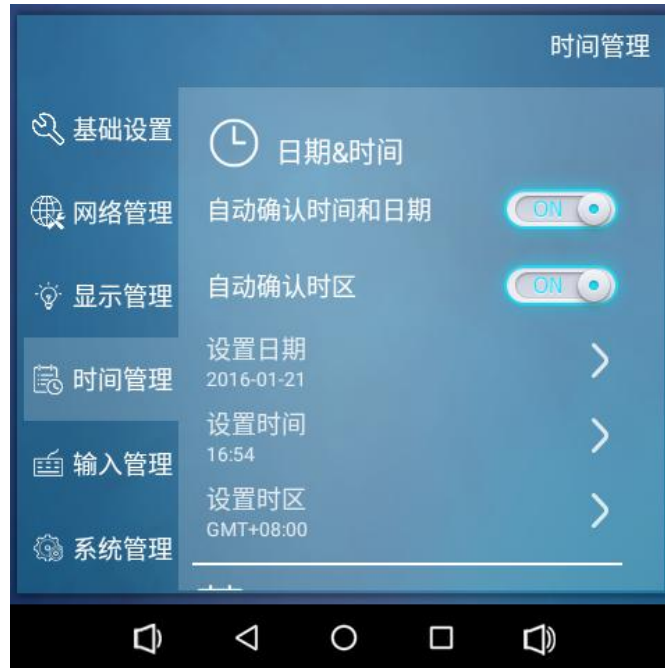 时间管理
基础设置
网络管理
显示管理
时间管理
输入管理
系统管理
日期&时间
自动确认时间和日期
ON
自动确认时区
ON
设置日期
2016-01-21
设置时间
16:54
设置时区
GMT+08:00